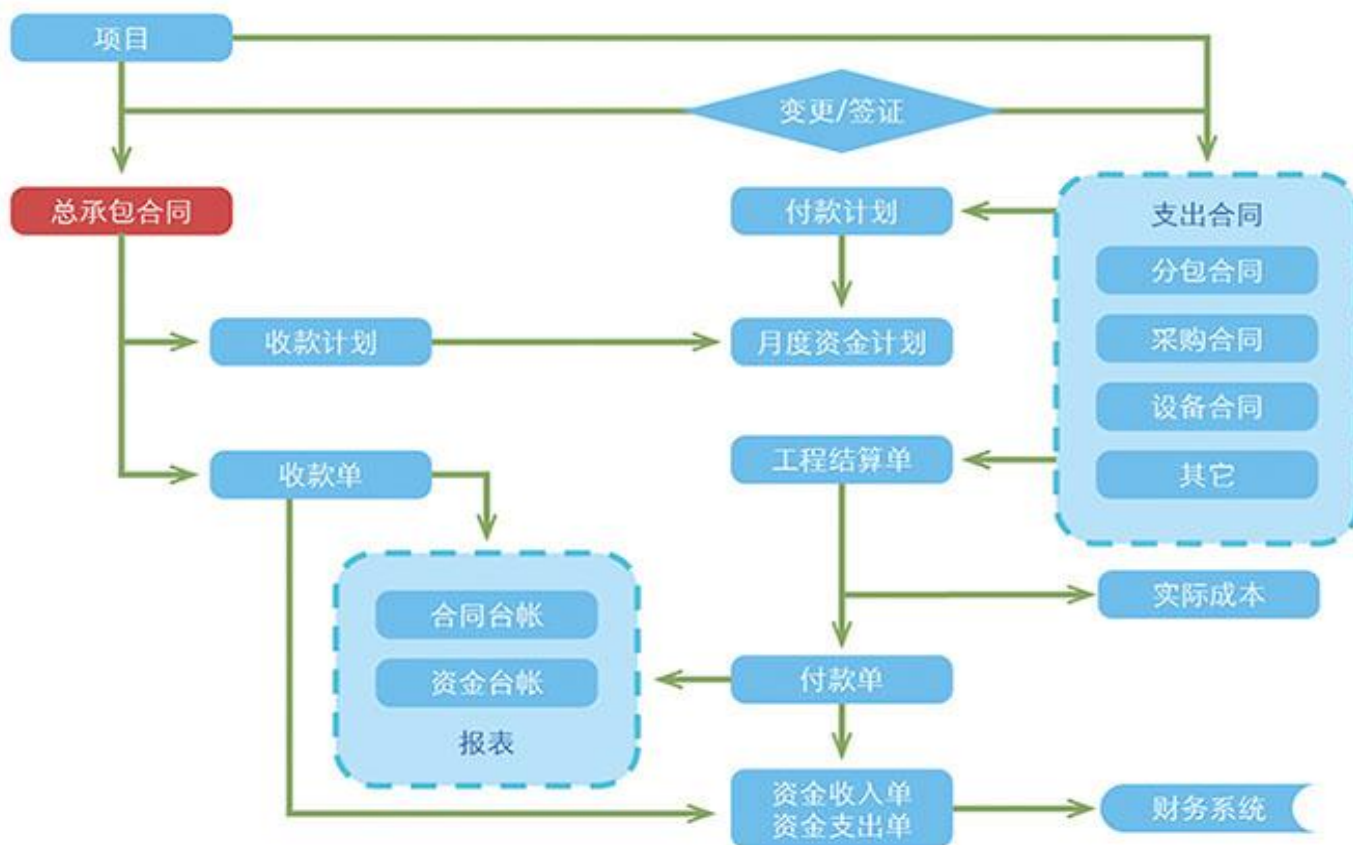 项目
变更/签证
总承包合同
付款计划
支出合同
分包合同
收款计划
月度资金计划
采购合同
设备合同
收款单
工程结算单
其它
合同台帐
实际成本
资金台帐
付款单
报表
资金收入单
资金支出单
财务系统